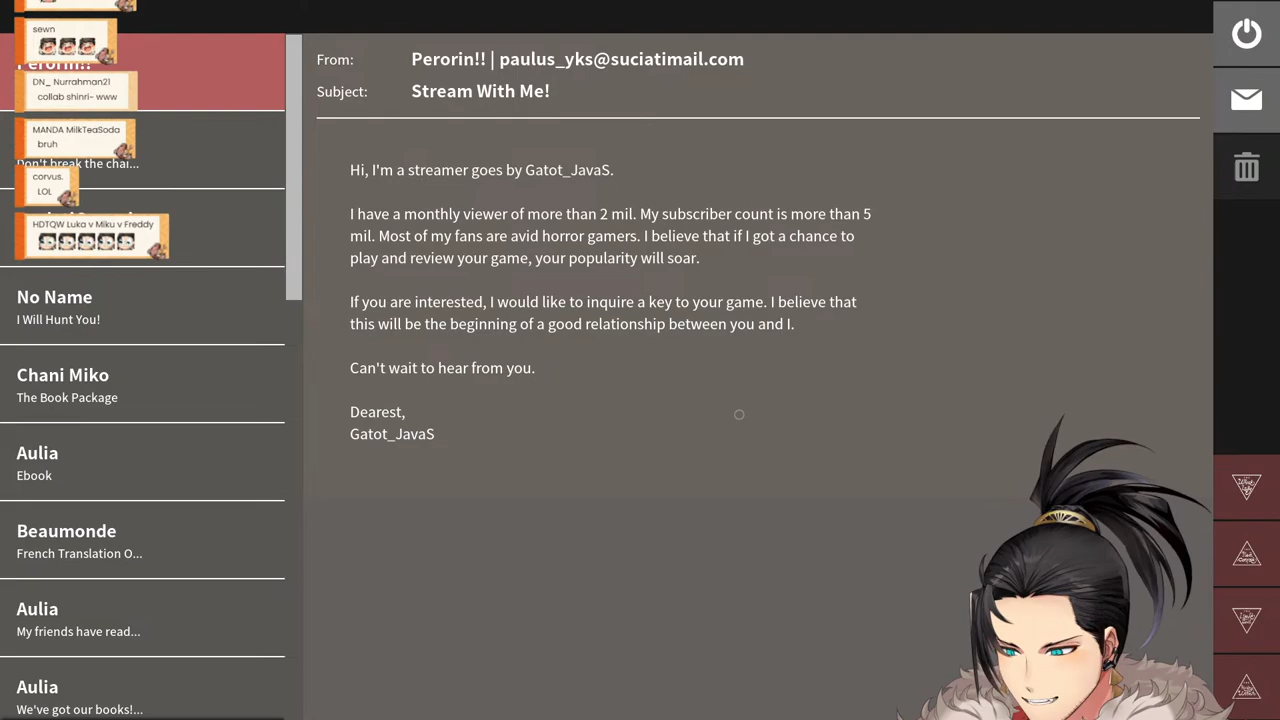 sewn
Perorin!!
DN_ Nurrahman21
collab shinri- www
MANDA MilkTeaSoda
bruh
Don't break the chai...
corvus.
LOL
HDTQW Luka v Miku v Freddy
No Name
I Will Hunt You!
Chani Miko
The Book Package
Aulia
Ebook
Beaumonde
French Translation O...
Aulia
My friends have read...
Aulia
We've got our books!...
From: Perorin!! | paulus_yks@suciatimail.com
Subject: Stream With Me!
Hi, I'm a streamer goes by Gatot_JavaS.
I have a monthly viewer of more than 2 mil. My subscriber count is more than 5
mil. Most of my fans are avid horror gamers. I believe that if I got a chance to
play and review your game, your popularity will soar.
If you are interested, I would like to inquire a key to your game. I believe that
this will be the beginning of a good relationship between you and I.
Can't wait to hear from you.
Dearest,
Gatot_JavaS